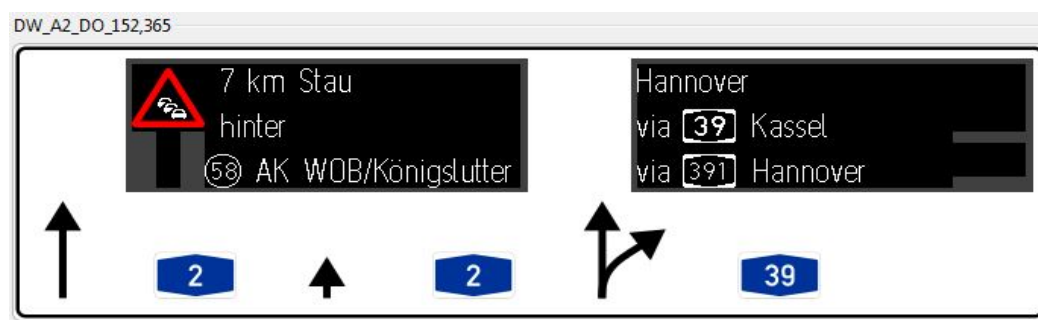 DW_A2_DO_152,365
7 km Stau
hinter
58 AK WOB/Königslutter
Hannover
via 39 Kassel
via 391 Hannover
2
2
39